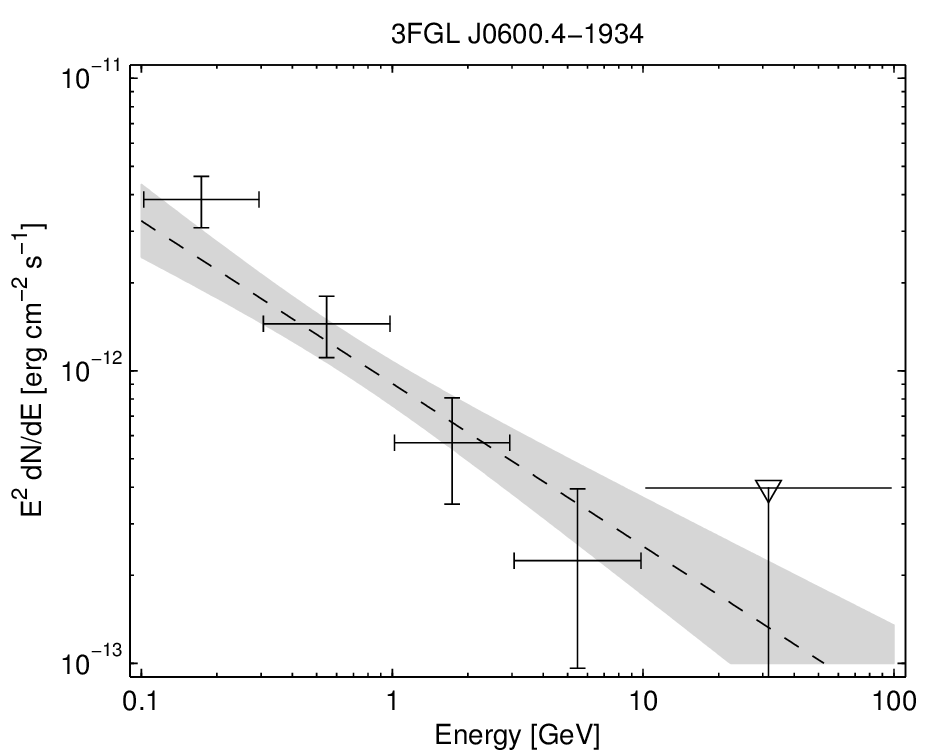 3FGL J0600.4−1934
10⁻¹¹
10⁻¹²
10⁻¹³
E² dN/dE [erg cm⁻² s⁻¹]
0.1 1 10 100
Energy [GeV]